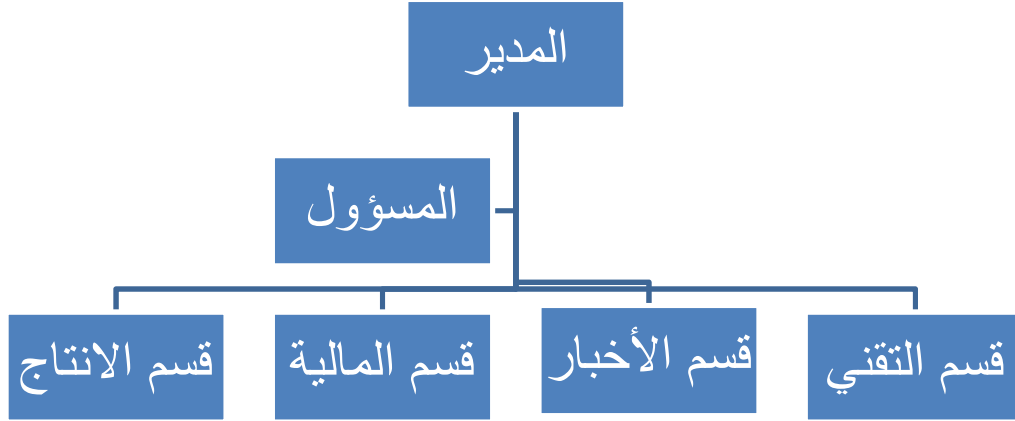 المدير
المسؤول
قسم التقني
قسم الأخبار
قسم المالية
قسم الانتاج